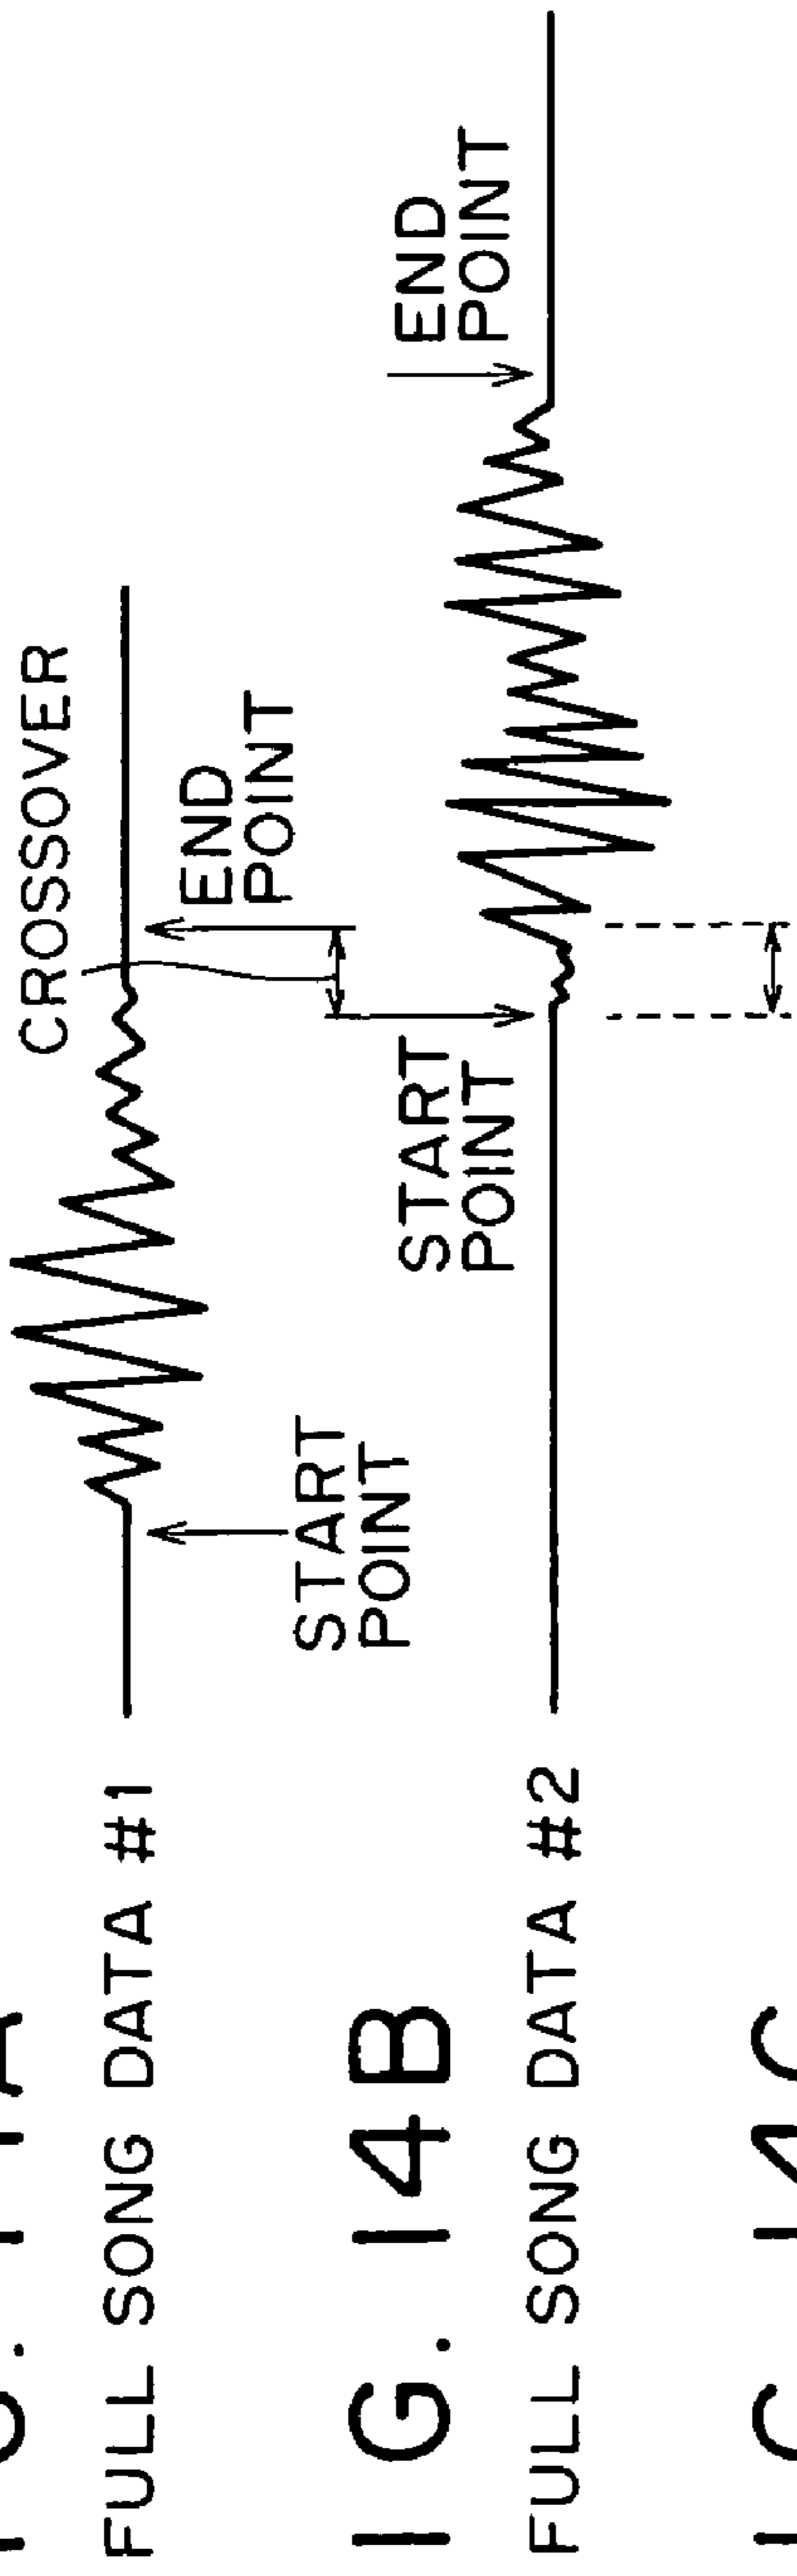 FULL SONG DATA #1
CROSSOVER
START
POINT
END
POINT
IG. 14B
FULL SONG DATA #2
START
POINT
END
POINT